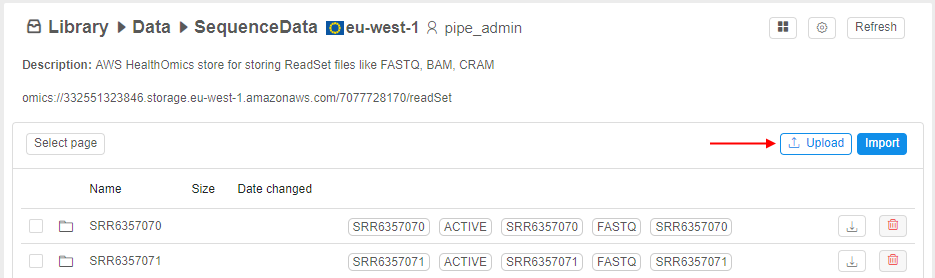 Library Data SequenceData eu-west-1 pipe_admin Refresh
Description: AWS HealthOmics store for storing ReadSet files like FASTQ, BAM, CRAM
omics://332551323846.storage.eu-west-1.amazonaws.com/7077728170/readSet
Select page Upload Import
Name Size Date changed
SRR6357070 SRR6357070 ACTIVE SRR6357070 FASTQ SRR6357070
SRR6357071 SRR6357071 ACTIVE SRR6357071 FASTQ SRR6357071